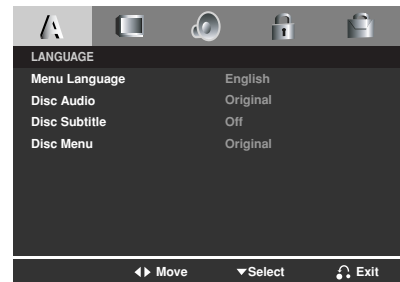 LANGUAGE
Menu Language English
Disc Audio Original
Disc Subtitle Off
Disc Menu Original
Move Select Exit